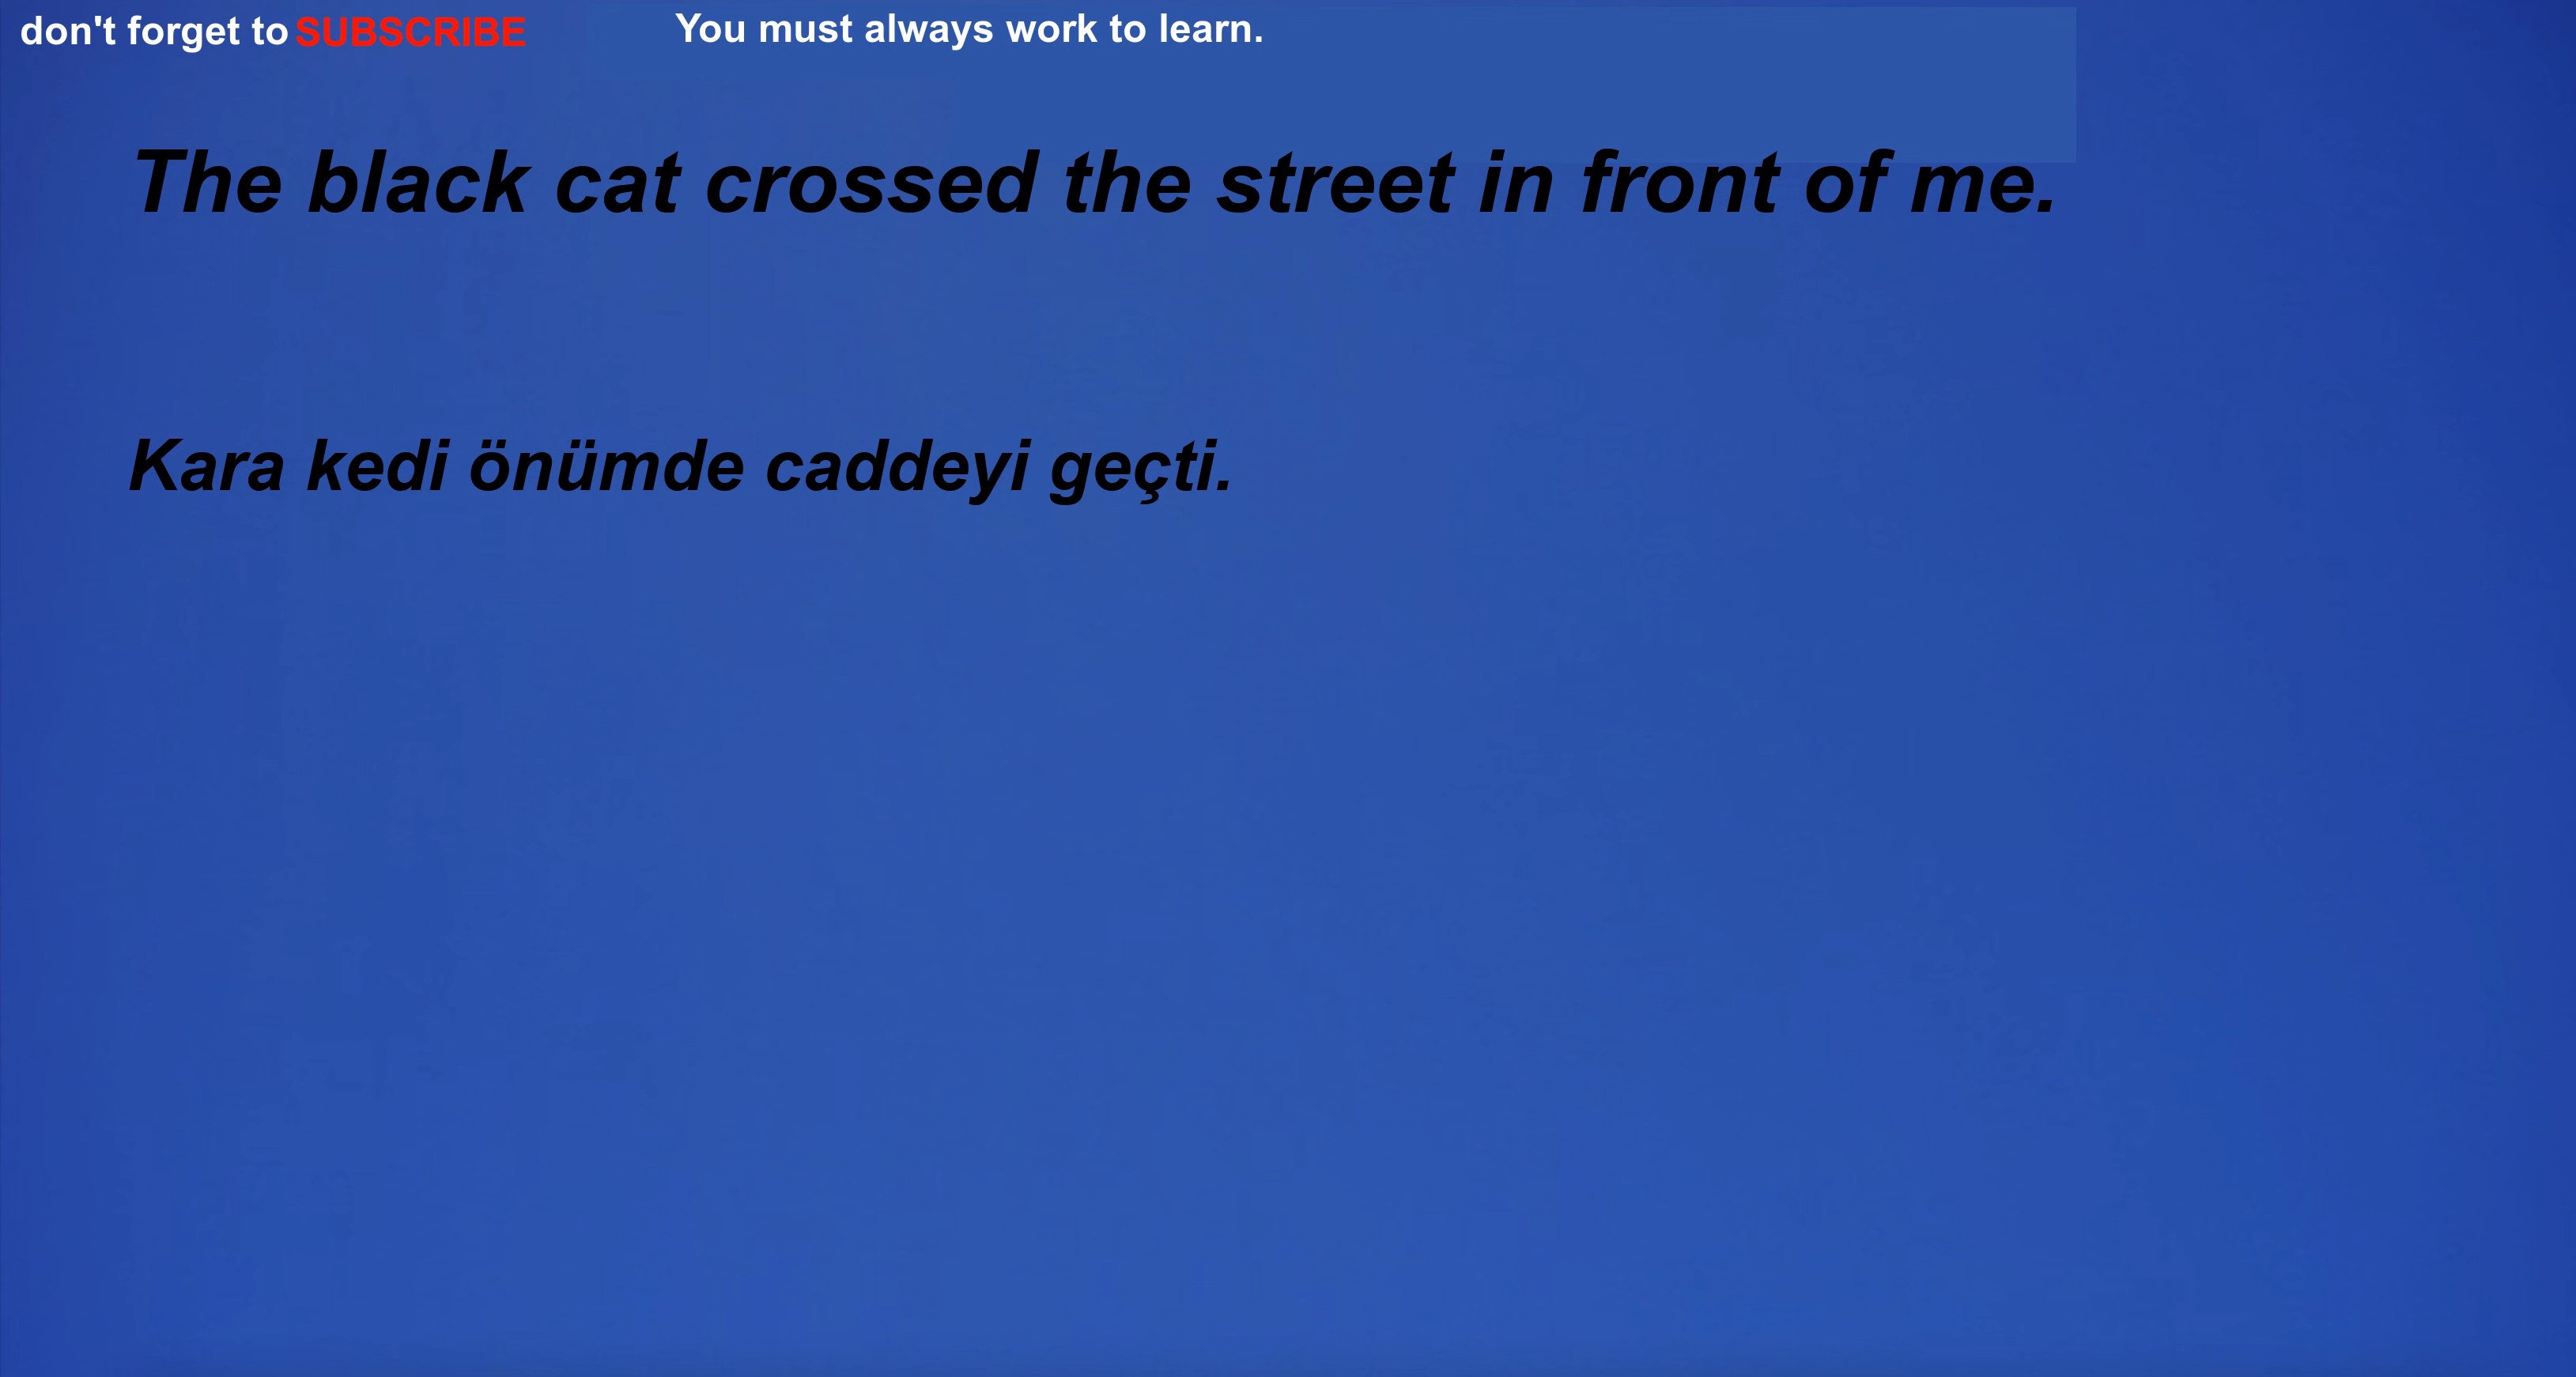 don't forget to SUBSCRIBE You must always work to learn.
The black cat crossed the street in front of me.
Kara kedi önümde caddeyi geçti.